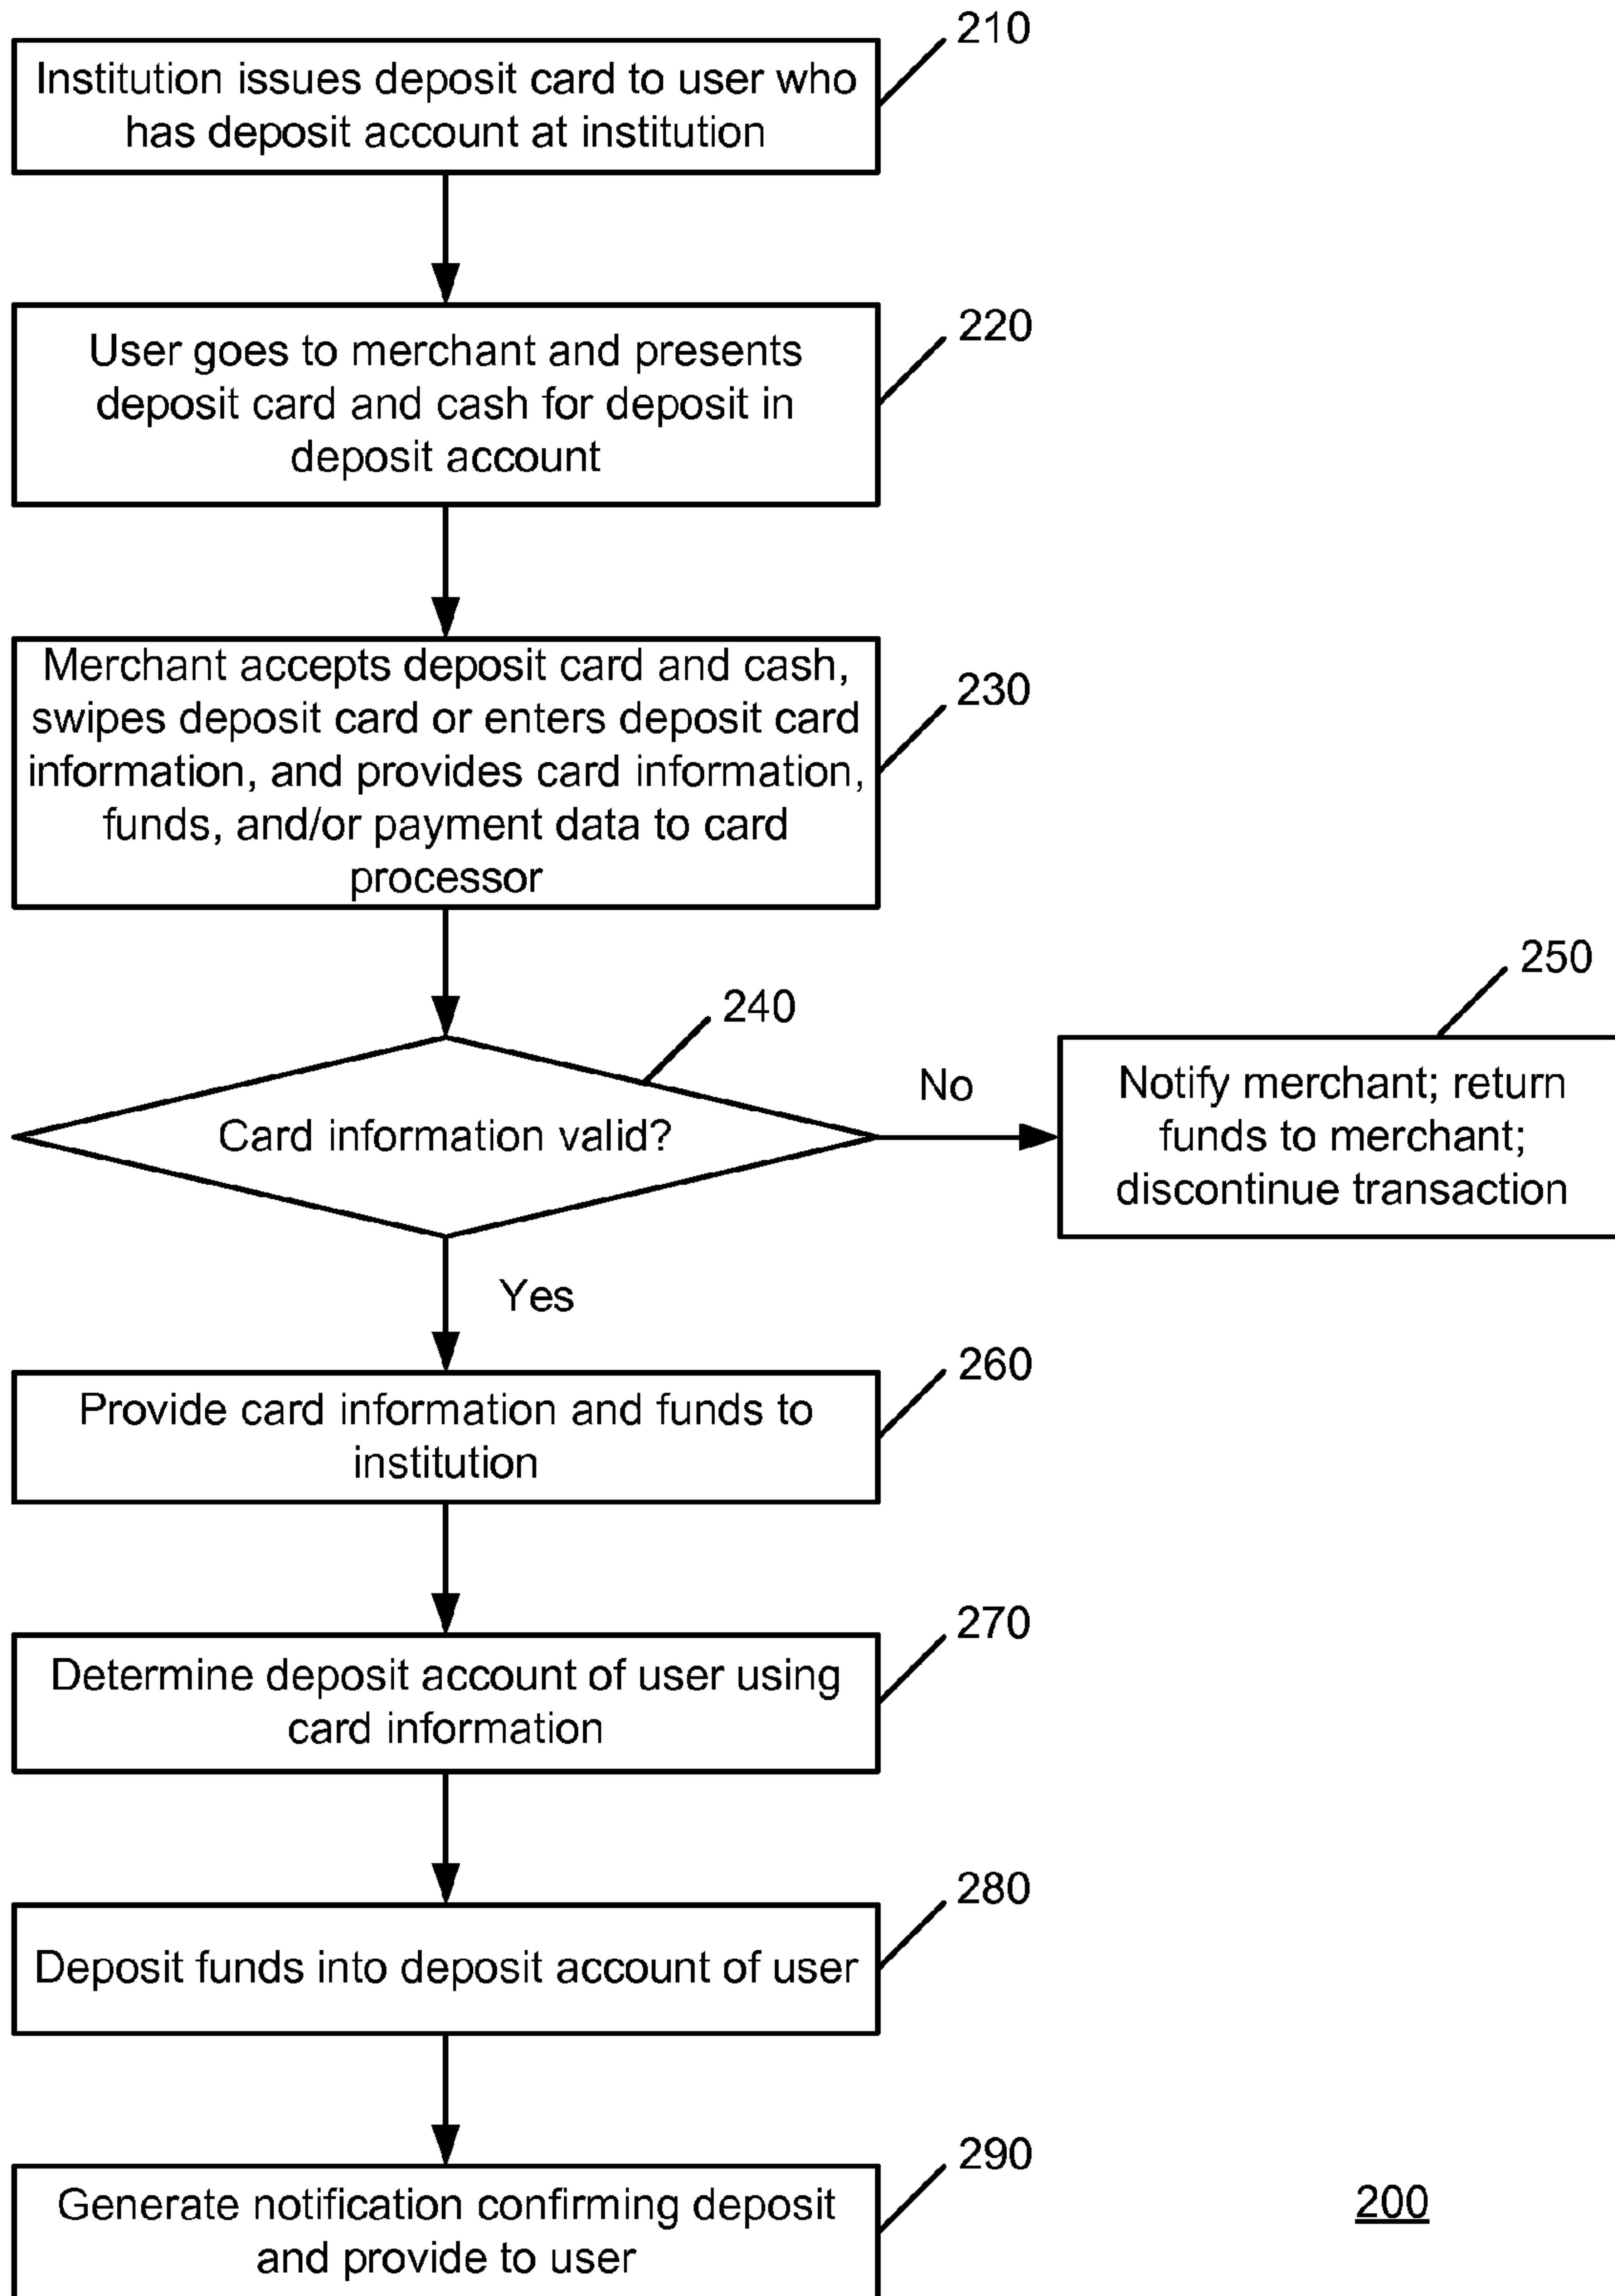 210
Institution issues deposit card to user who
has deposit account at institution
220
User goes to merchant and presents
deposit card and cash for deposit in
deposit account
230
Merchant accepts deposit card and cash,
swipes deposit card or enters deposit card
information, and provides card information,
funds, and/or payment data to card
processor
240
Card information valid?
No
250
Notify merchant; return
funds to merchant;
discontinue transaction
Yes
260
Provide card information and funds to
institution
270
Determine deposit account of user using
card information
280
Deposit funds into deposit account of user
290
Generate notification confirming deposit
and provide to user
200